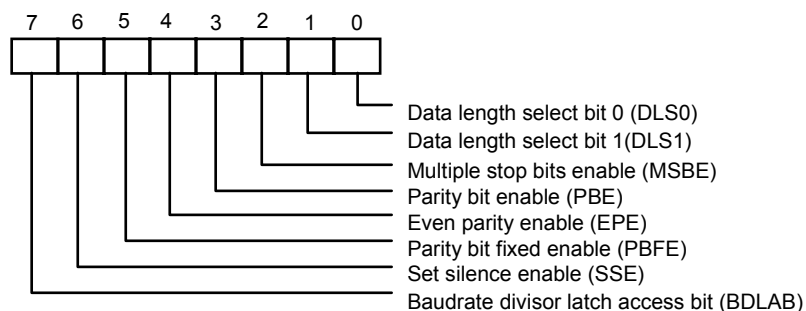 7 6 5 4 3 2 1 0
Data length select bit 0 (DLS0)
Data length select bit 1(DLS1)
Multiple stop bits enable (MSBE)
Parity bit enable (PBE)
Even parity enable (EPE)
Parity bit fixed enable (PBFE)
Set silence enable (SSE)
Baudrate divisor latch access bit (BDLAB)